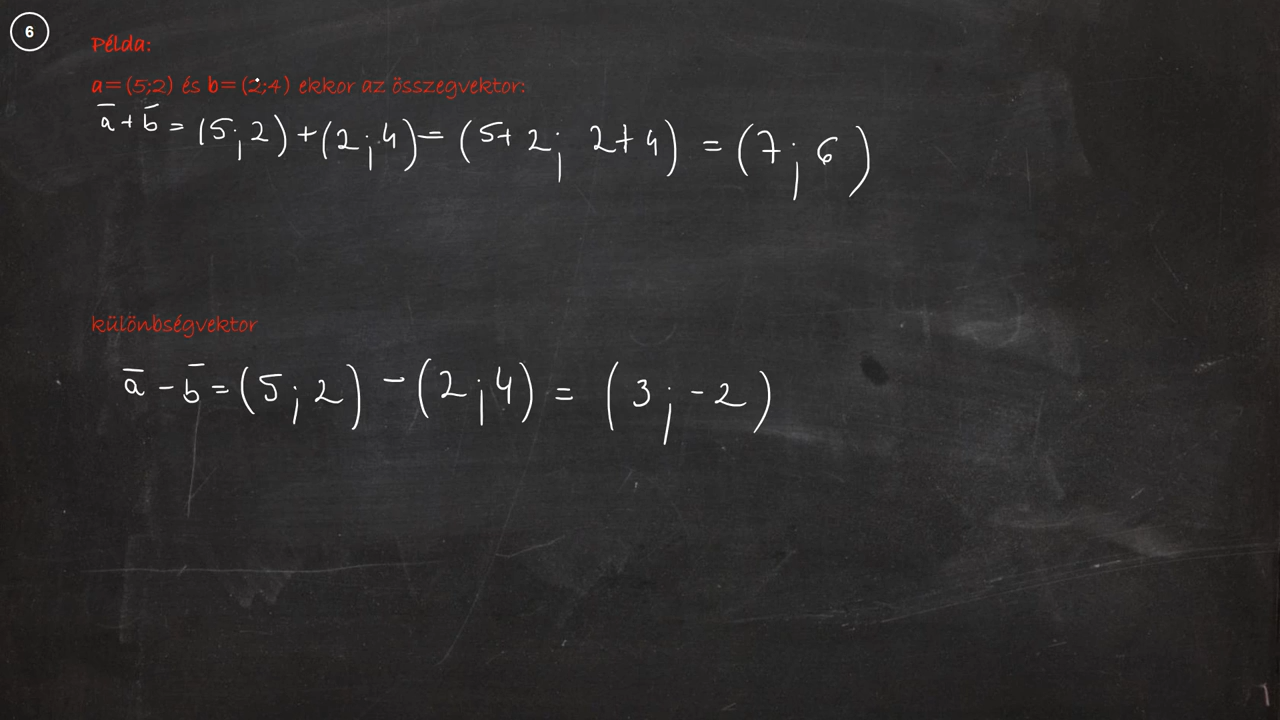 6
Példa:
a=(5;2) és b=(2;4) ekkor az összegvektor:
a̅ + b̅ = (5;2)+(2;4)= (5+2; 2+4) = (7;6)
különbségvektor
a̅ - b̅ = (5;2) - (2;4) = (3;-2)